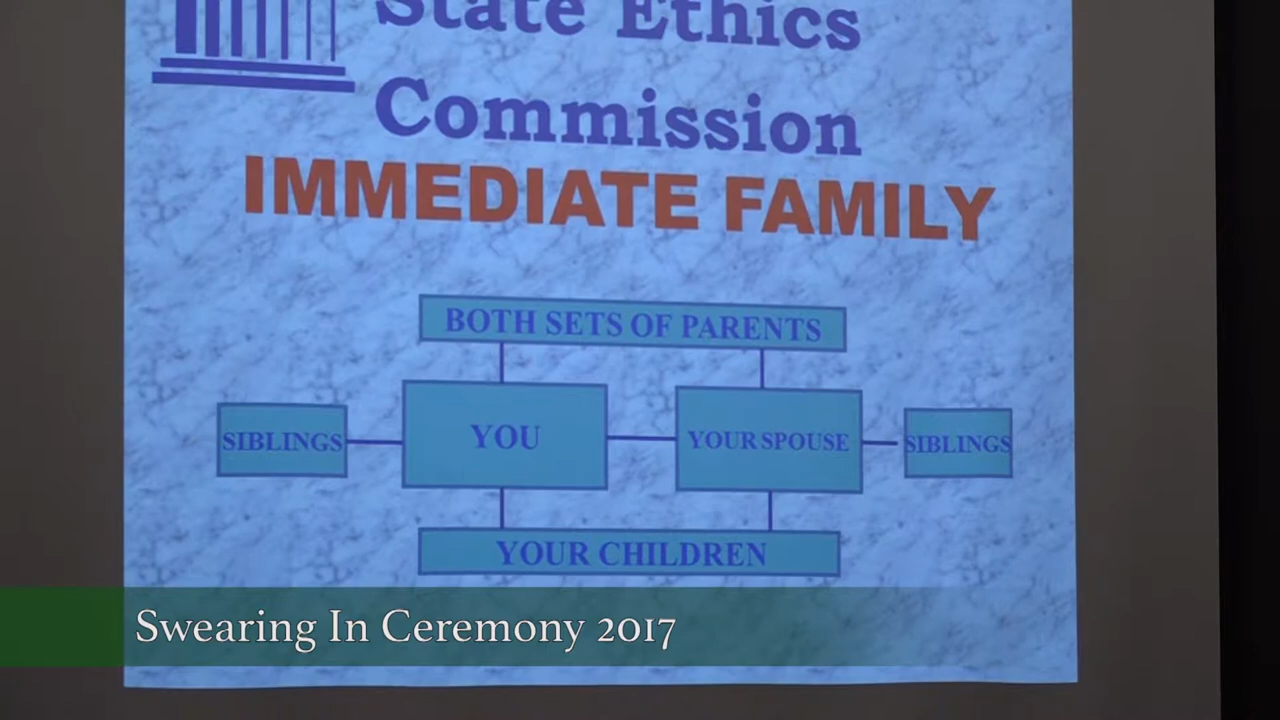 State Ethics
Commission
IMMEDIATE FAMILY
BOTH SETS OF PARENTS
SIBLINGS
YOU
YOUR SPOUSE
SIBLINGS
YOUR CHILDREN
Swearing In Ceremony 2017